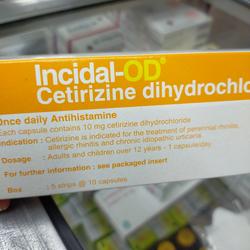 Incidal-OD®
Cetirizine dihydrochlo
Once daily Antihistamine
Each capsule contains 10 mg cetirizine dihydrochloride
Indication : Cetirizine is indicated for the treatment of perennial rhinitis,
allergic rhinitis and chronic idiopathic urticaria.
Dosage : Adults and children over 12 years - 1 capsule/day.
For further information : see packaged insert
Box : 5 strips @ 10 capsules